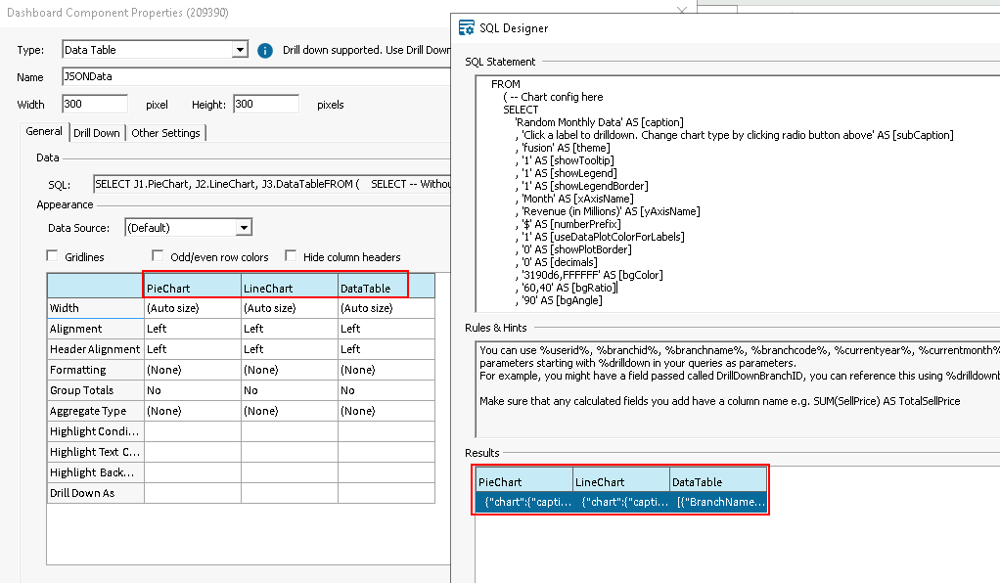 Dashboard Component Properties (209390)
Type:
Data Table
Drill down supported. Use Drill Down
Name
JSONData
Width
300
pixel
Height:
300
pixels
General
Drill Down
Other Settings
Data
SQL:
SELECT J1.PieChart, J2.LineChart, J3.DataTableFROM (    SELECT -- Withou
Appearance
Data Source:
(Default)
Gridlines
Odd/even row colors
Hide column headers
PieChart LineChart DataTable
Width (Auto size) (Auto size) (Auto size)
Alignment Left Left Left
Header Alignment Left Left Left
Formatting (None) (None) (None)
Group Totals No No No
Aggregate Type (None) (None) (None)
Highlight Condi...
Highlight Text C...
Highlight Back...
Drill Down As
SQL Designer
SQL Statement
FROM
( -- Chart config here
SELECT
'Random Monthly Data' AS [caption]
, 'Click a label to drilldown. Change chart type by clicking radio button above' AS [subCaption]
, 'fusion' AS [theme]
, '1' AS [showTooltip]
, '1' AS [showLegend]
, '1' AS [showLegendBorder]
, 'Month' AS [xAxisName]
, 'Revenue (in Millions)' AS [yAxisName]
, '$' AS [numberPrefix]
, '1' AS [useDataPlotColorForLabels]
, '0' AS [showPlotBorder]
, '0' AS [decimals]
, '3190d6,FFFFFF' AS [bgColor]
, '60,40' AS [bgRatio]
, '90' AS [bgAngle]
Rules & Hints
You can use %userid%, %branchid%, %branchname%, %branchcode%, %currentyear%, %currentmonth%
parameters starting with %drilldown in your queries as parameters.
For example, you might have a field passed called DrillDownBranchID, you can reference this using %drilldownb
Make sure that any calculated fields you add have a column name e.g. SUM(SellPrice) AS TotalSellPrice
Results
PieChart LineChart DataTable
{"chart":{"capti... {"chart":{"capti... [{"BranchName...